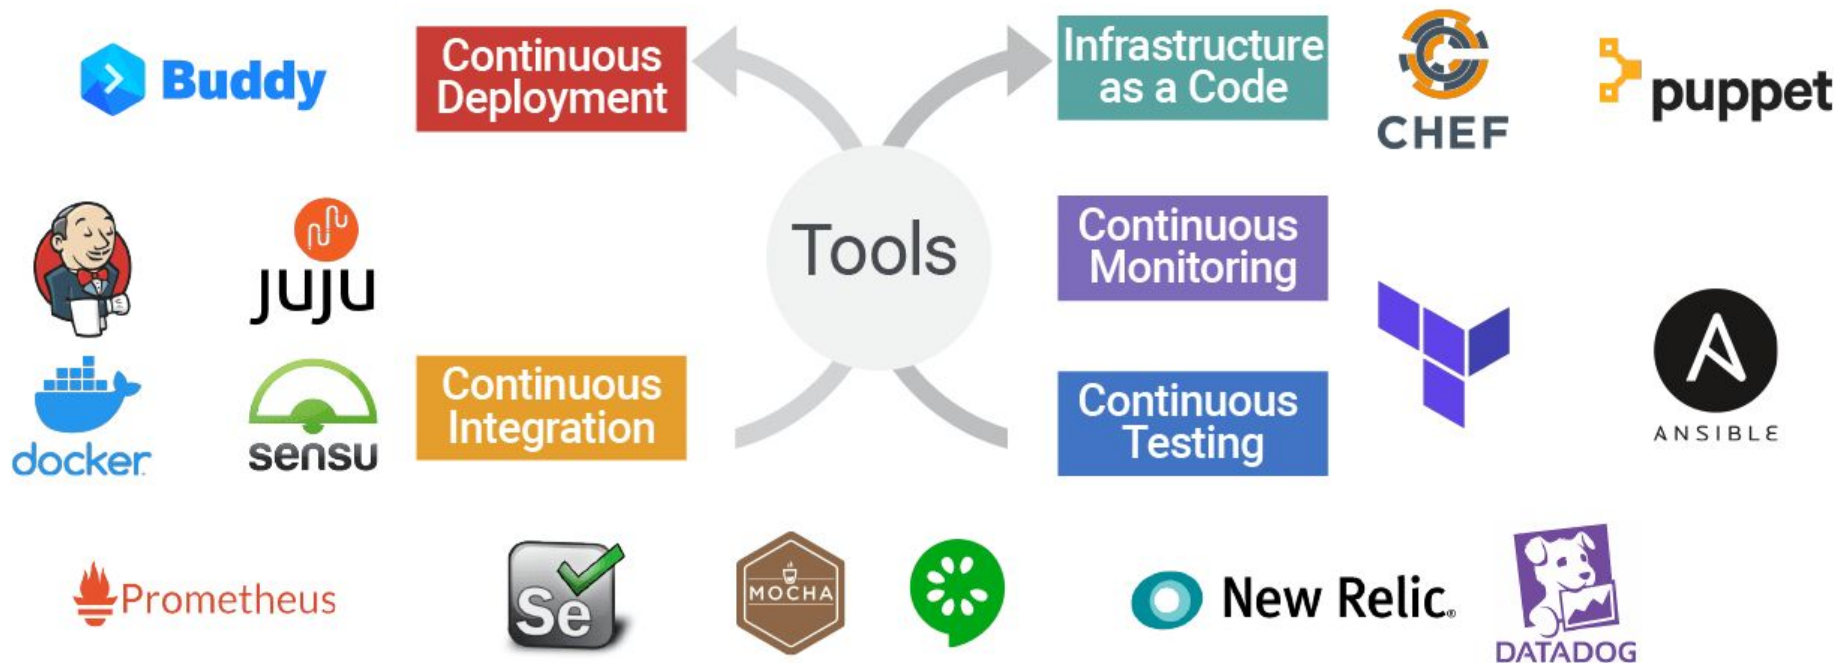 Buddy
Continuous
Deployment
Infrastructure
as a Code
CHEF
puppet
juju
Tools
Continuous
Monitoring
docker
sensu
Continuous
Integration
Continuous
Testing
ANSIBLE
Prometheus
Se
MOCHA
New Relic®
DATADOG